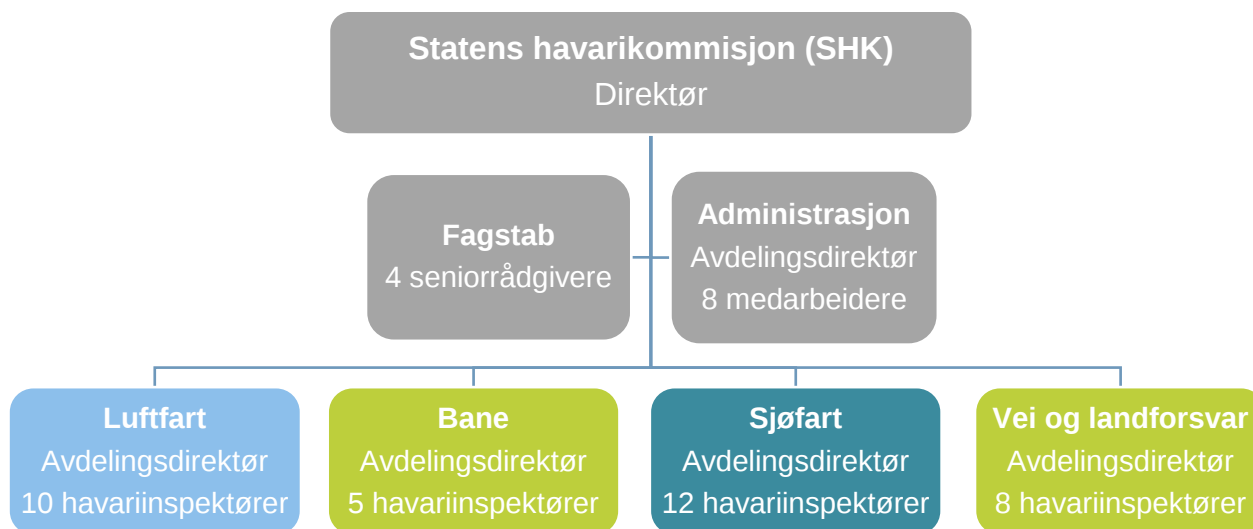 Statens havarikommisjon (SHK)
Direktør
Fagstab
4 seniorrådgivere
Administrasjon
Avdelingsdirektør
8 medarbeidere
Luftfart
Avdelingsdirektør
10 havariinspektører
Bane
Avdelingsdirektør
5 havariinspektører
Sjøfart
Avdelingsdirektør
12 havariinspektører
Vei og landforsvar
Avdelingsdirektør
8 havariinspektører